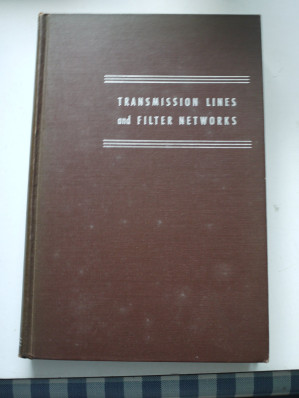 TRANSMISSION LINES
and FILTER NETWORKS